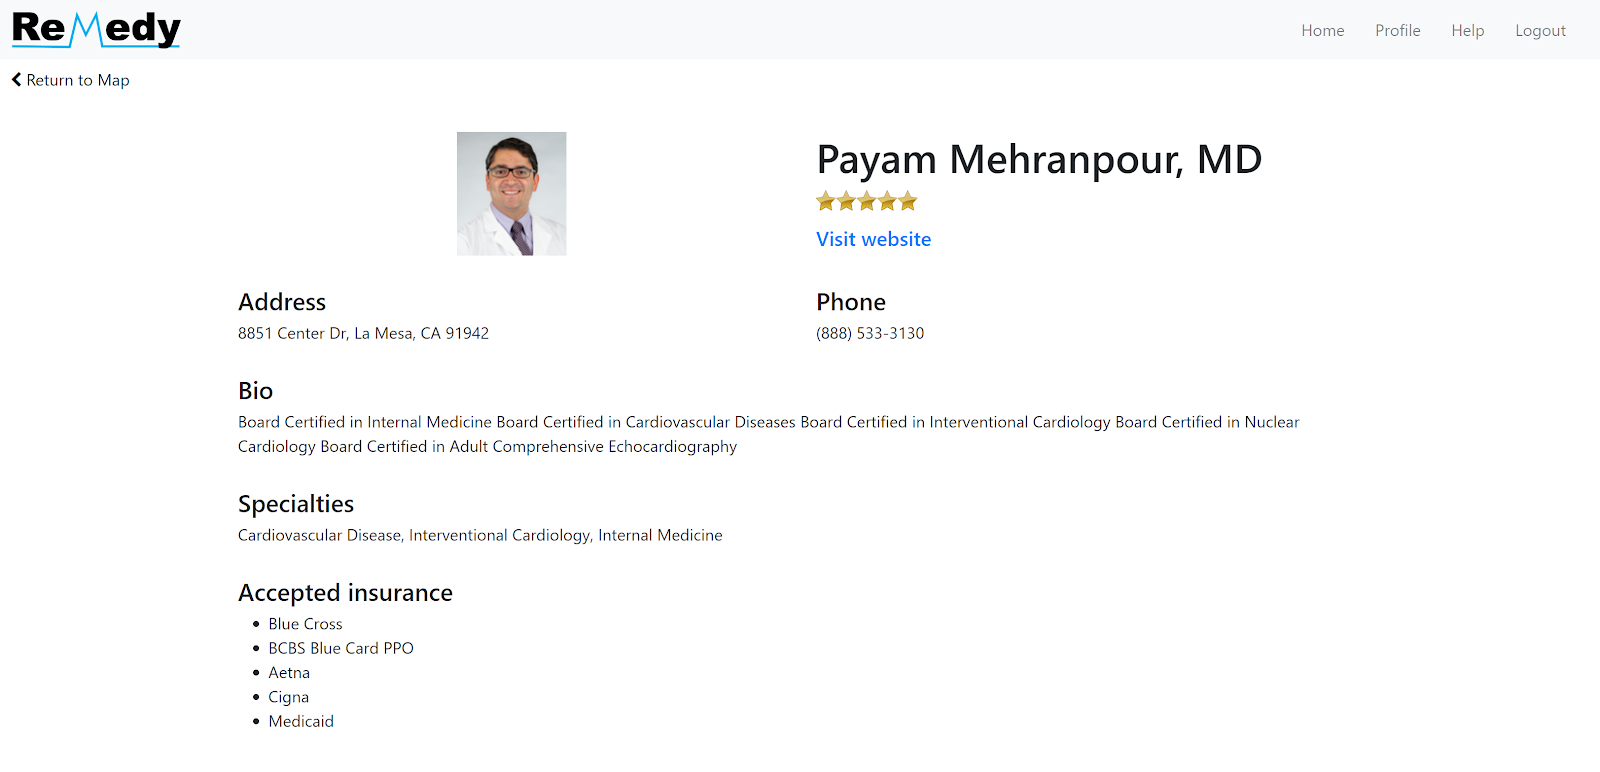 ReMedy
Home Profile Help Logout
Return to Map
Payam Mehranpour, MD
Visit website
Address
8851 Center Dr, La Mesa, CA 91942
Phone
(888) 533-3130
Bio
Board Certified in Internal Medicine Board Certified in Cardiovascular Diseases Board Certified in Interventional Cardiology Board Certified in Nuclear
Cardiology Board Certified in Adult Comprehensive Echocardiography
Specialties
Cardiovascular Disease, Interventional Cardiology, Internal Medicine
Accepted insurance
Blue Cross
BCBS Blue Card PPO
Aetna
Cigna
Medicaid